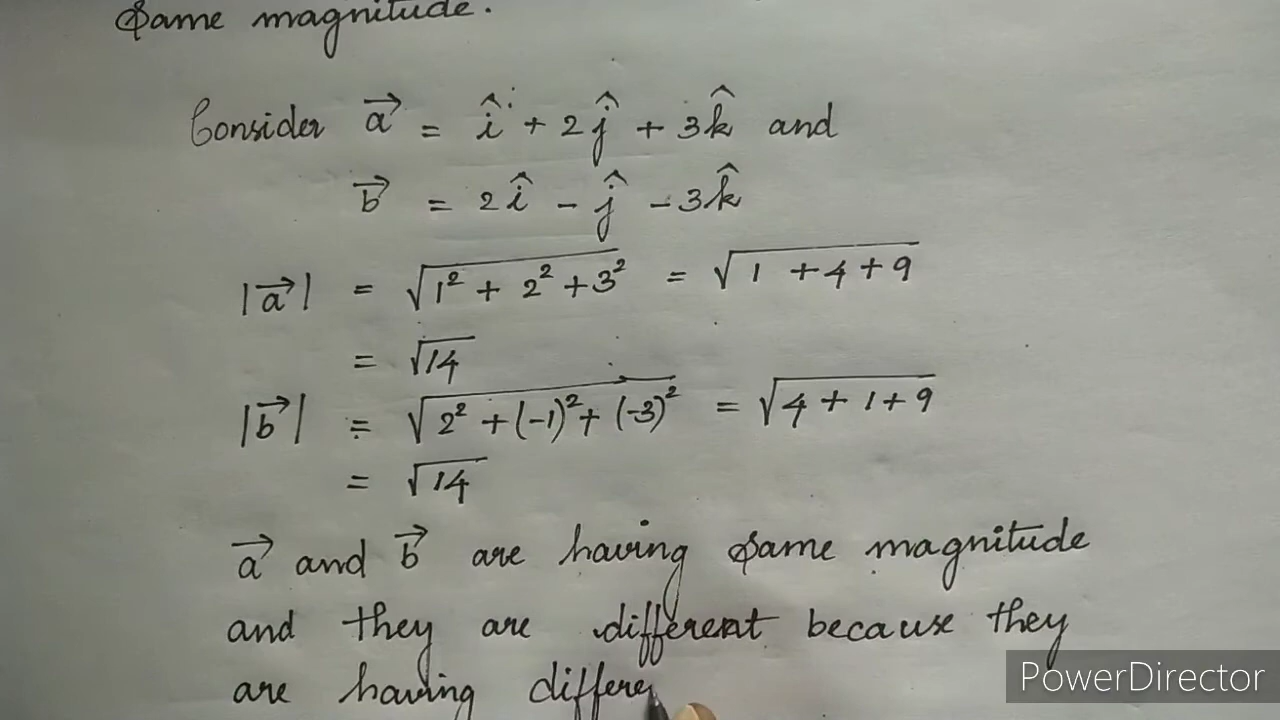 Same magnitude.
Consider a⃗ = î + 2ĵ + 3k̂ and
b⃗ = 2î - ĵ - 3k̂
|a⃗| = √(1² + 2² + 3²) = √(1 + 4 + 9)
= √14
|b⃗| = √(2² + (-1)² + (-3)²) = √(4 + 1 + 9)
= √14
a⃗ and b⃗ are having same magnitude
and they are different because they
are having differe
PowerDirector